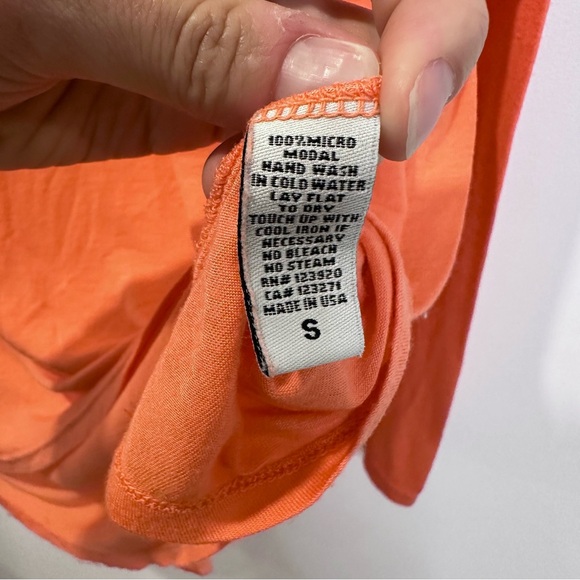 100% MICRO
MODAL
HAND WASH
IN COLD WATER
LAY FLAT
TO DRY
TOUCH UP WITH
COOL IRON IF
NECESSARY
NO BLEACH
NO STEAM
RN# 123920
CA# 123271
MADE IN USA
S